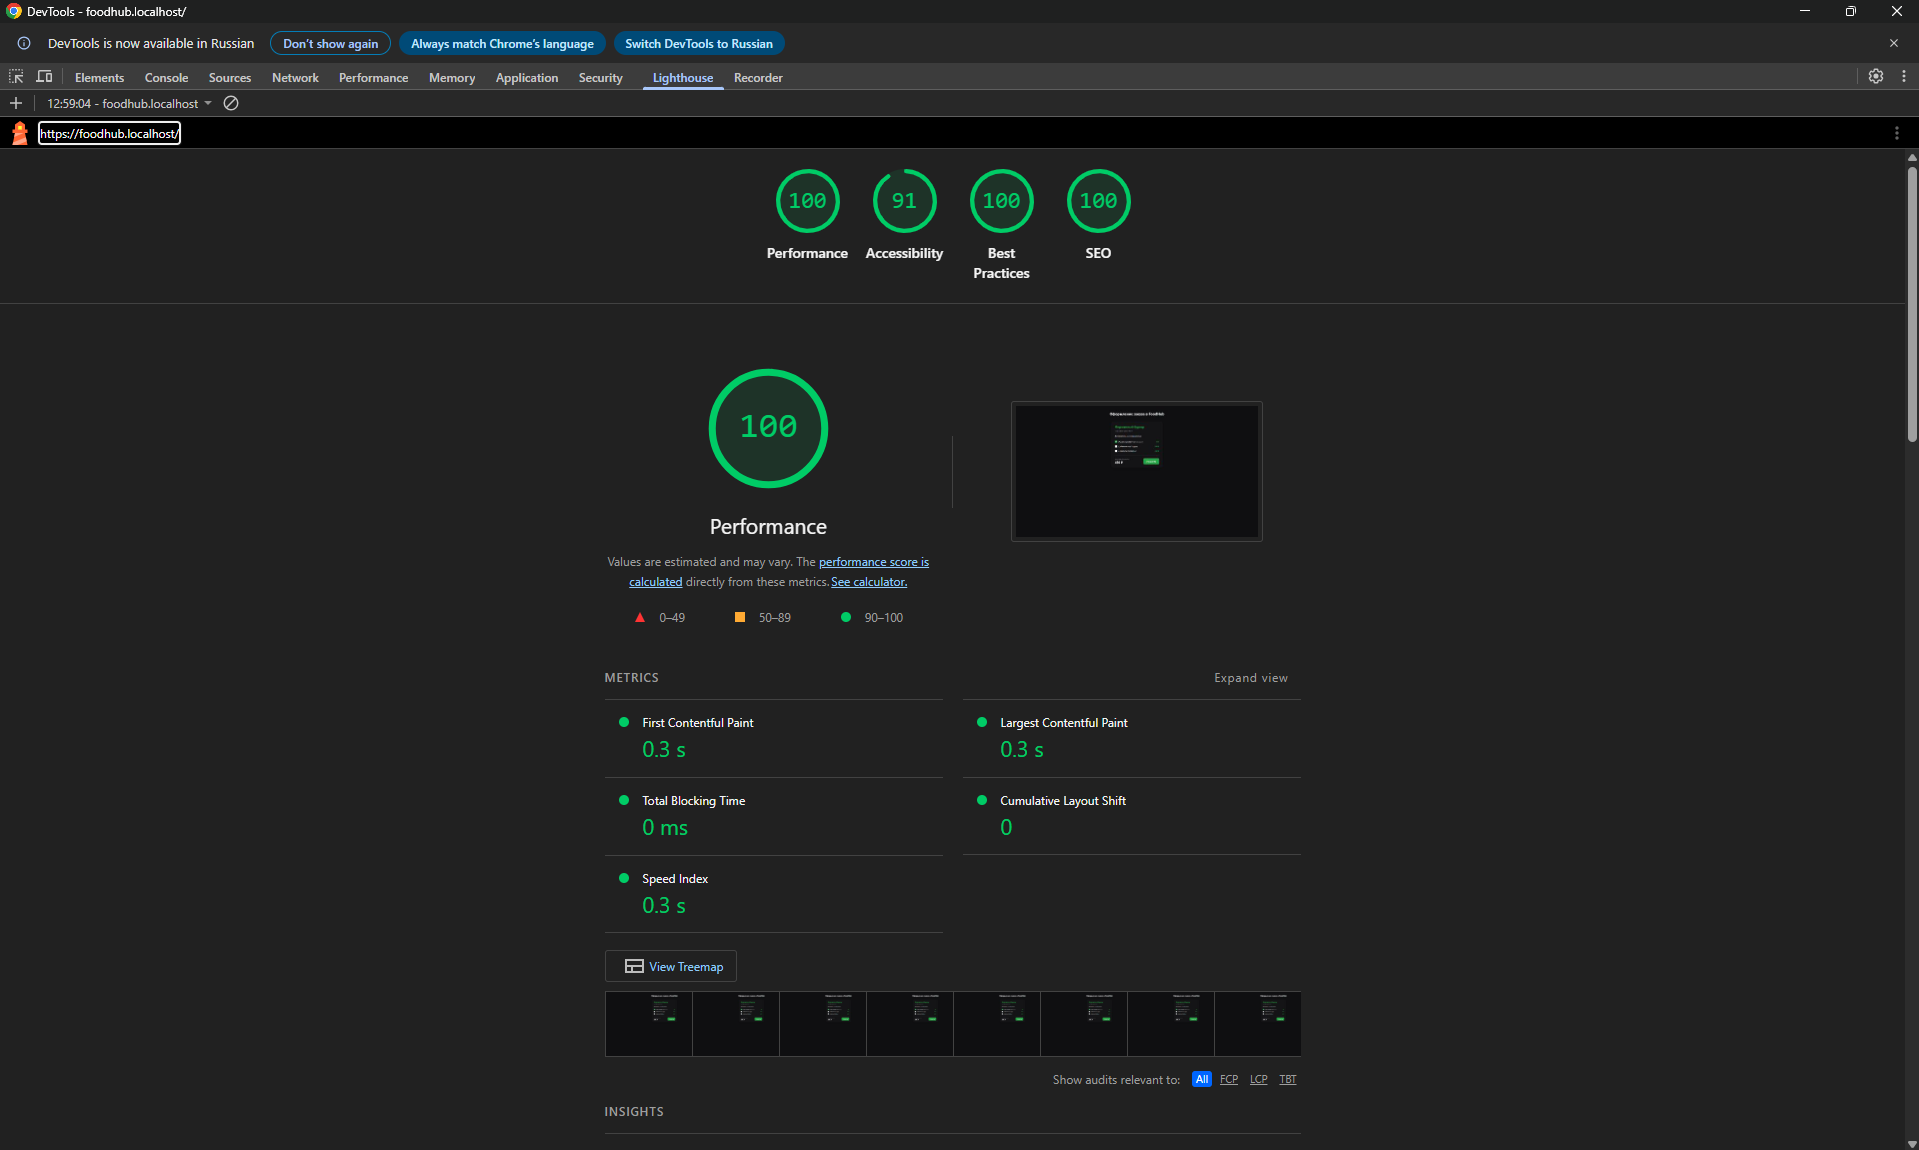 DevTools - foodhub.localhost/
DevTools is now available in Russian Don't show again Always match Chrome's language Switch DevTools to Russian
Elements Console Sources Network Performance Memory Application Security Lighthouse Recorder
12:59:04 - foodhub.localhost
https://foodhub.localhost/
100 91 100 100
Performance Accessibility Best Practices SEO
100
Performance
Values are estimated and may vary. The performance score is
calculated directly from these metrics. See calculator.
0–49 50–89 90–100
METRICS Expand view
First Contentful Paint
0.3 s
Largest Contentful Paint
0.3 s
Total Blocking Time
0 ms
Cumulative Layout Shift
0
Speed Index
0.3 s
View Treemap
Show audits relevant to: All FCP LCP TBT
INSIGHTS